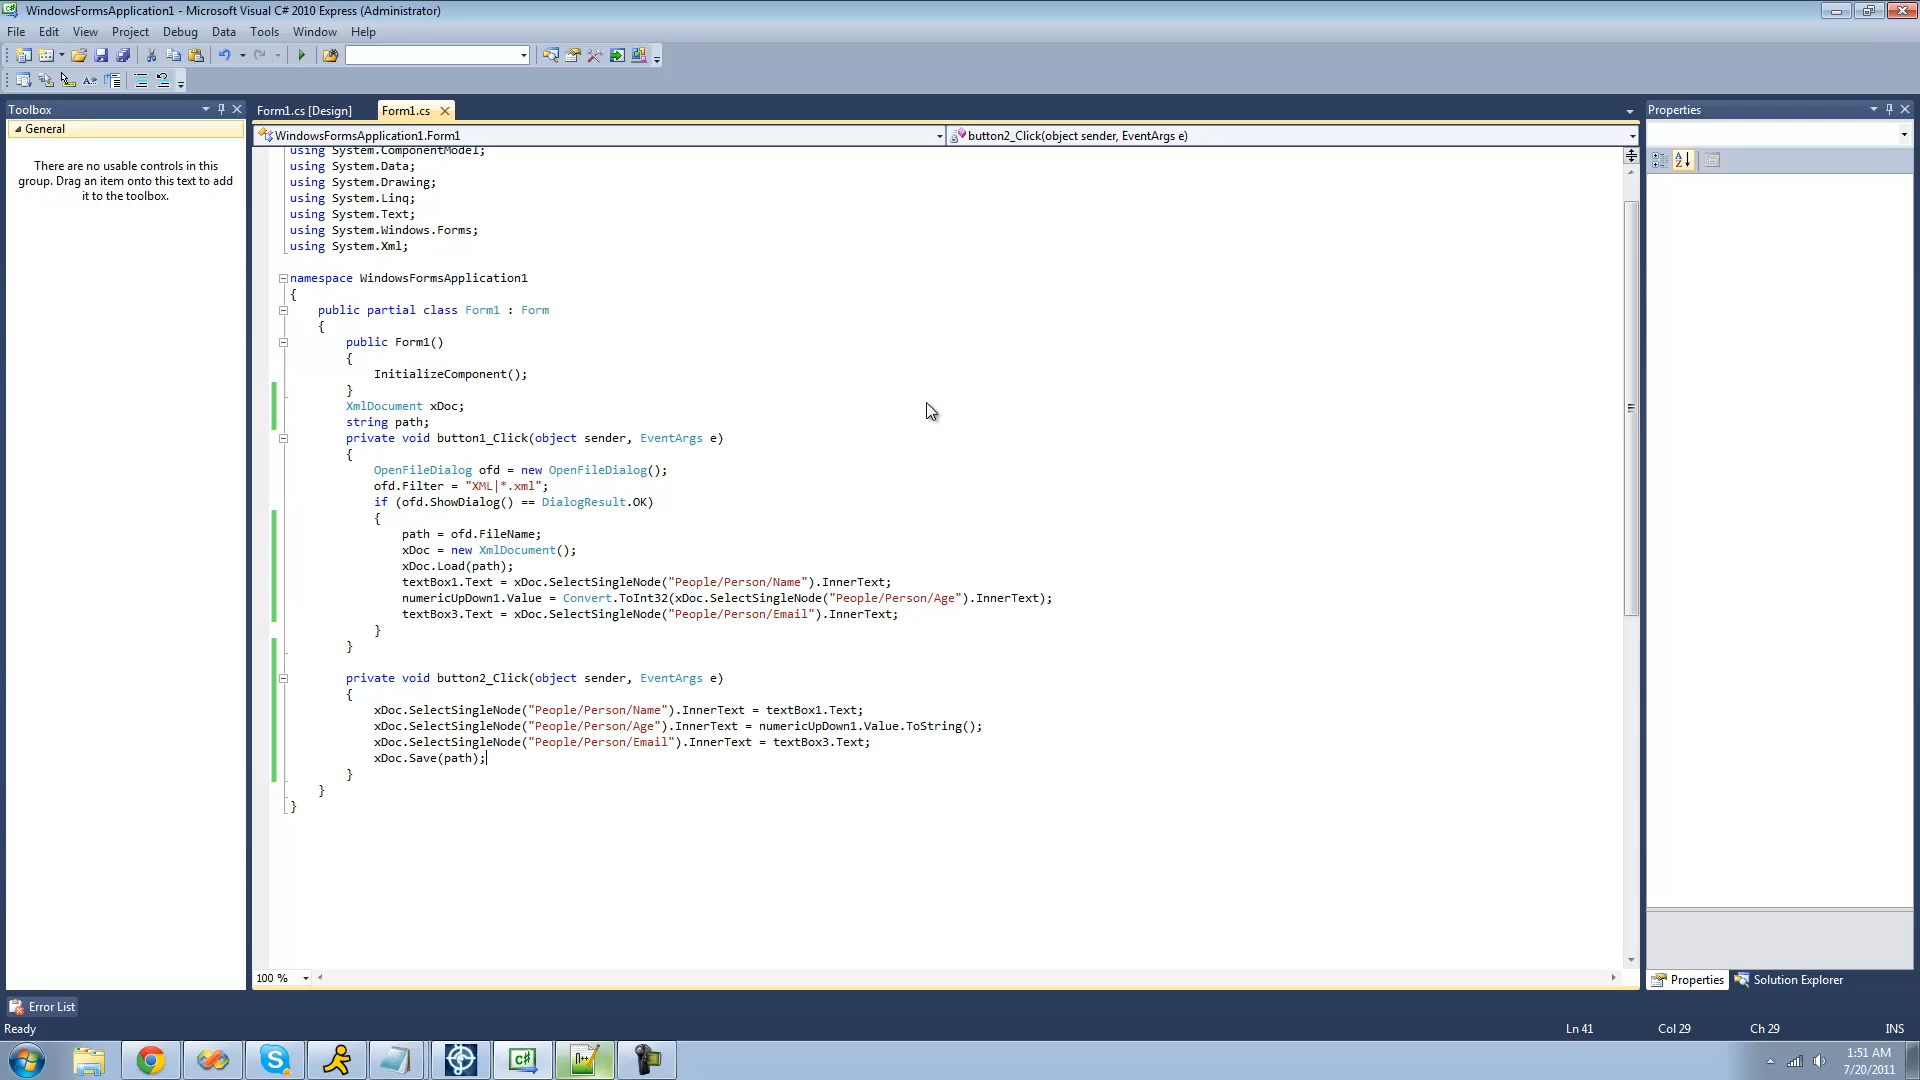 WindowsFormsApplication1 - Microsoft Visual C# 2010 Express (Administrator)
File Edit View Project Debug Data Tools Window Help
Toolbox
General
There are no usable controls in this
group. Drag an item onto this text to add
it to the toolbox.
Form1.cs [Design] Form1.cs
WindowsFormsApplication1.Form1 button2_Click(object sender, EventArgs e)
using System.ComponentModel;
using System.Data;
using System.Drawing;
using System.Linq;
using System.Text;
using System.Windows.Forms;
using System.Xml;
namespace WindowsFormsApplication1
{
public partial class Form1 : Form
{
public Form1()
{
InitializeComponent();
}
XmlDocument xDoc;
string path;
private void button1_Click(object sender, EventArgs e)
{
OpenFileDialog ofd = new OpenFileDialog();
ofd.Filter = "XML|*.xml";
if (ofd.ShowDialog() == DialogResult.OK)
{
path = ofd.FileName;
xDoc = new XmlDocument();
xDoc.Load(path);
textBox1.Text = xDoc.SelectSingleNode("People/Person/Name").InnerText;
numericUpDown1.Value = Convert.ToInt32(xDoc.SelectSingleNode("People/Person/Age").InnerText);
textBox3.Text = xDoc.SelectSingleNode("People/Person/Email").InnerText;
}
}
private void button2_Click(object sender, EventArgs e)
{
xDoc.SelectSingleNode("People/Person/Name").InnerText = textBox1.Text;
xDoc.SelectSingleNode("People/Person/Age").InnerText = numericUpDown1.Value.ToString();
xDoc.SelectSingleNode("People/Person/Email").InnerText = textBox3.Text;
xDoc.Save(path);
}
}
}
100 %
Properties
Properties Solution Explorer
Error List
Ready Ln 41 Col 29 Ch 29 INS
1:51 AM
7/20/2011